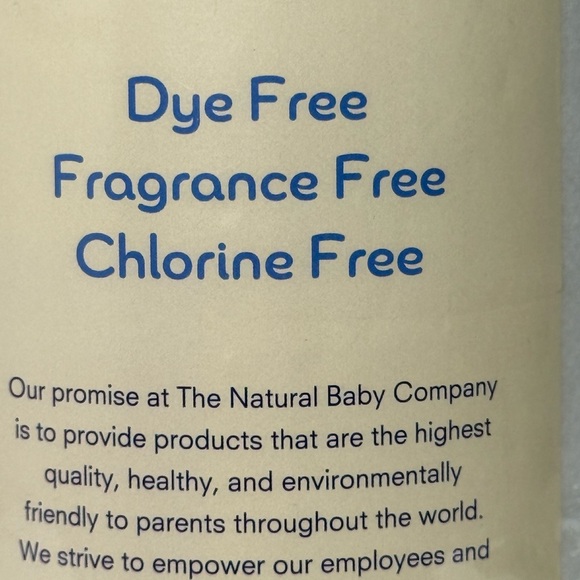 Dye Free
Fragrance Free
Chlorine Free
Our promise at The Natural Baby Company
is to provide products that are the highest
quality, healthy, and environmentally
friendly to parents throughout the world.
We strive to empower our employees and